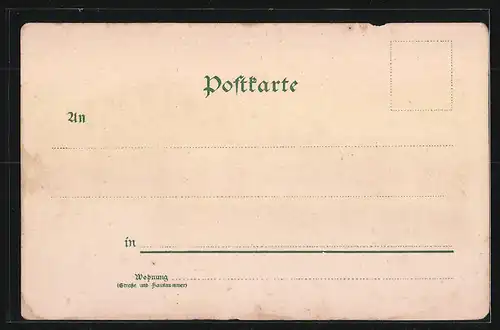 Postkarte
An
in
Wohnung
(Straße und Hausnummer)